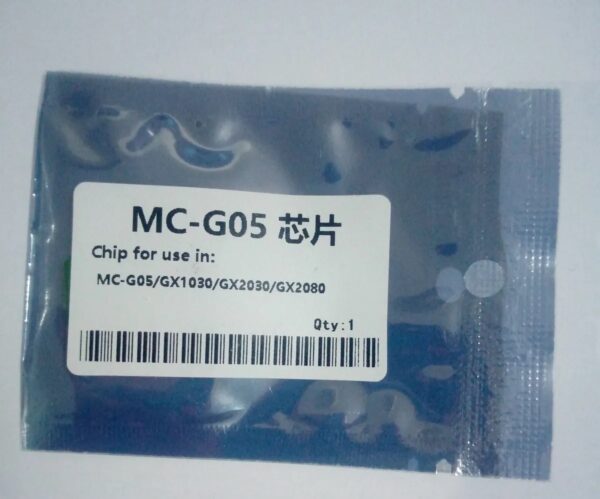 MC-G05 芯片
Chip for use in:
MC-G05/GX1030/GX2030/GX2080
Qty:1